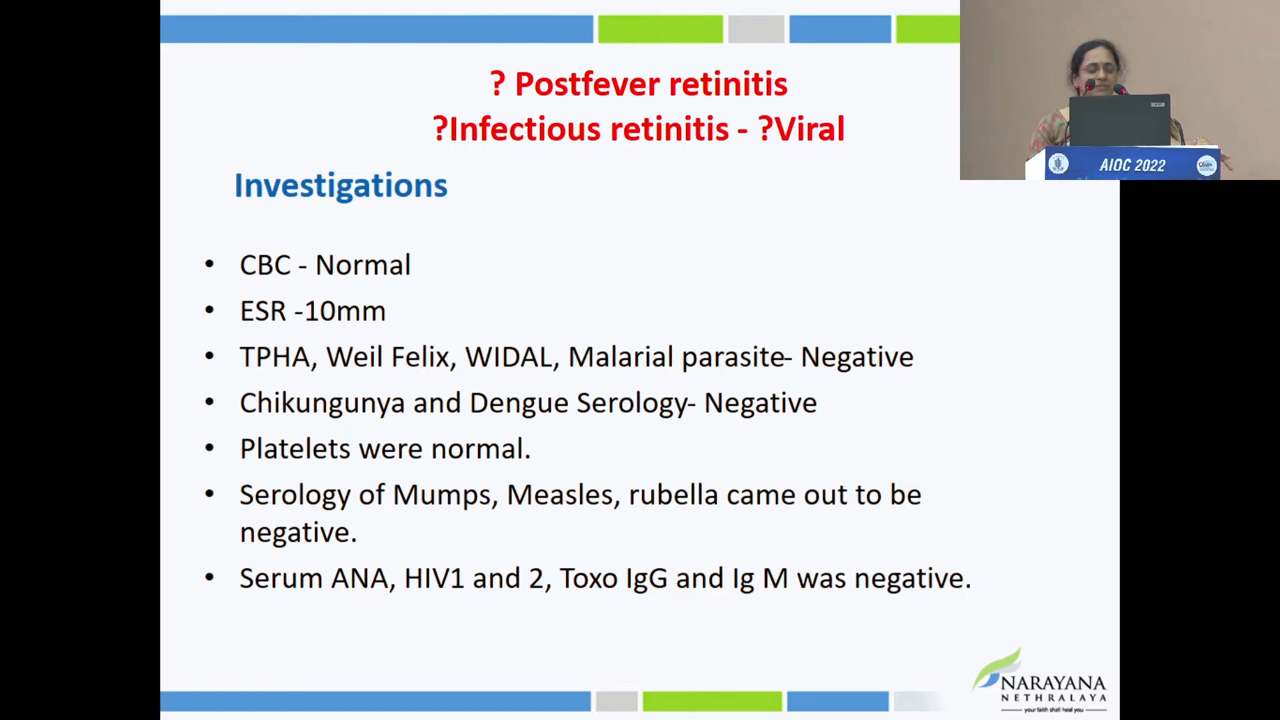 ? Postfever retinitis
?Infectious retinitis - ?Viral
Investigations
• CBC - Normal
• ESR -10mm
• TPHA, Weil Felix, WIDAL, Malarial parasite- Negative
• Chikungunya and Dengue Serology- Negative
• Platelets were normal.
• Serology of Mumps, Measles, rubella came out to be
negative.
• Serum ANA, HIV1 and 2, Toxo IgG and Ig M was negative.
AIOC 2022
NARAYANA
NETHRALAYA
your faith shall heal you